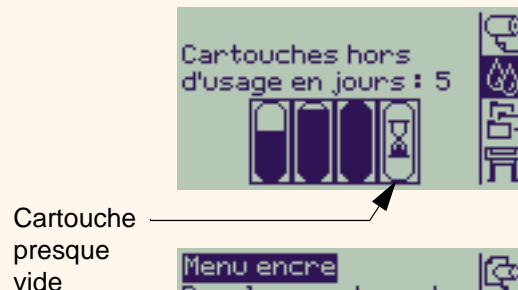 Cartouches hors
d'usage en jours : 5
Cartouche
presque
vide
Menu encre